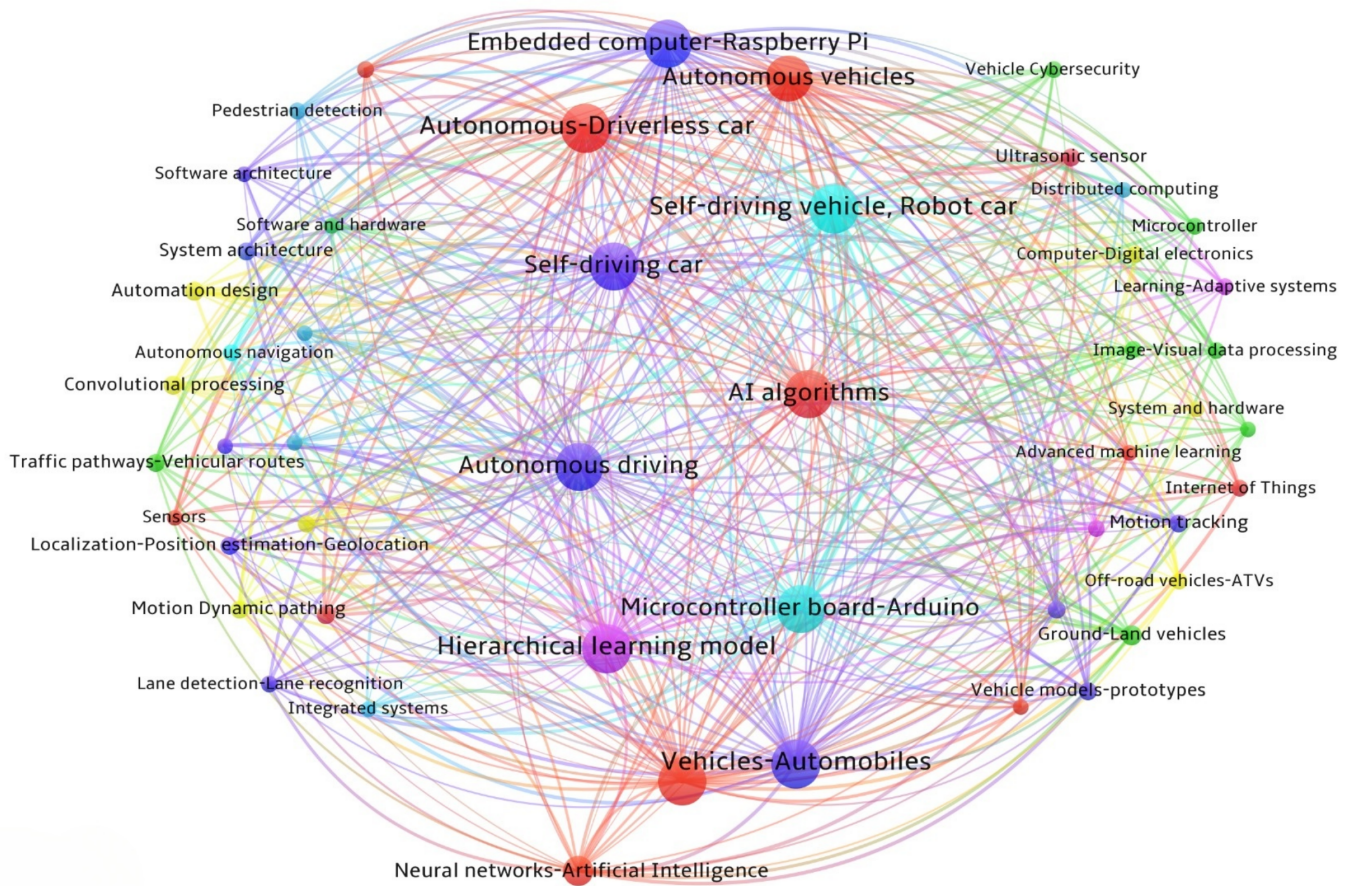 Embedded computer-Raspberry Pi
Autonomous vehicles
Vehicle Cybersecurity
Pedestrian detection
Autonomous-Driverless car
Ultrasonic sensor
Software architecture
Distributed computing
Self-driving vehicle, Robot car
Software and hardware
Microcontroller
System architecture
Computer-Digital electronics
Self-driving car
Learning-Adaptive systems
Automation design
Autonomous navigation
Image-Visual data processing
Convolutional processing
AI algorithms
System and hardware
Advanced machine learning
Traffic pathways-Vehicular routes
Autonomous driving
Internet of Things
Sensors
Motion tracking
Localization-Position estimation-Geolocation
Off-road vehicles-ATVs
Motion Dynamic pathing
Microcontroller board-Arduino
Ground-Land vehicles
Hierarchical learning model
Lane detection-Lane recognition
Vehicle models-prototypes
Integrated systems
Vehicles-Automobiles
Neural networks-Artificial Intelligence